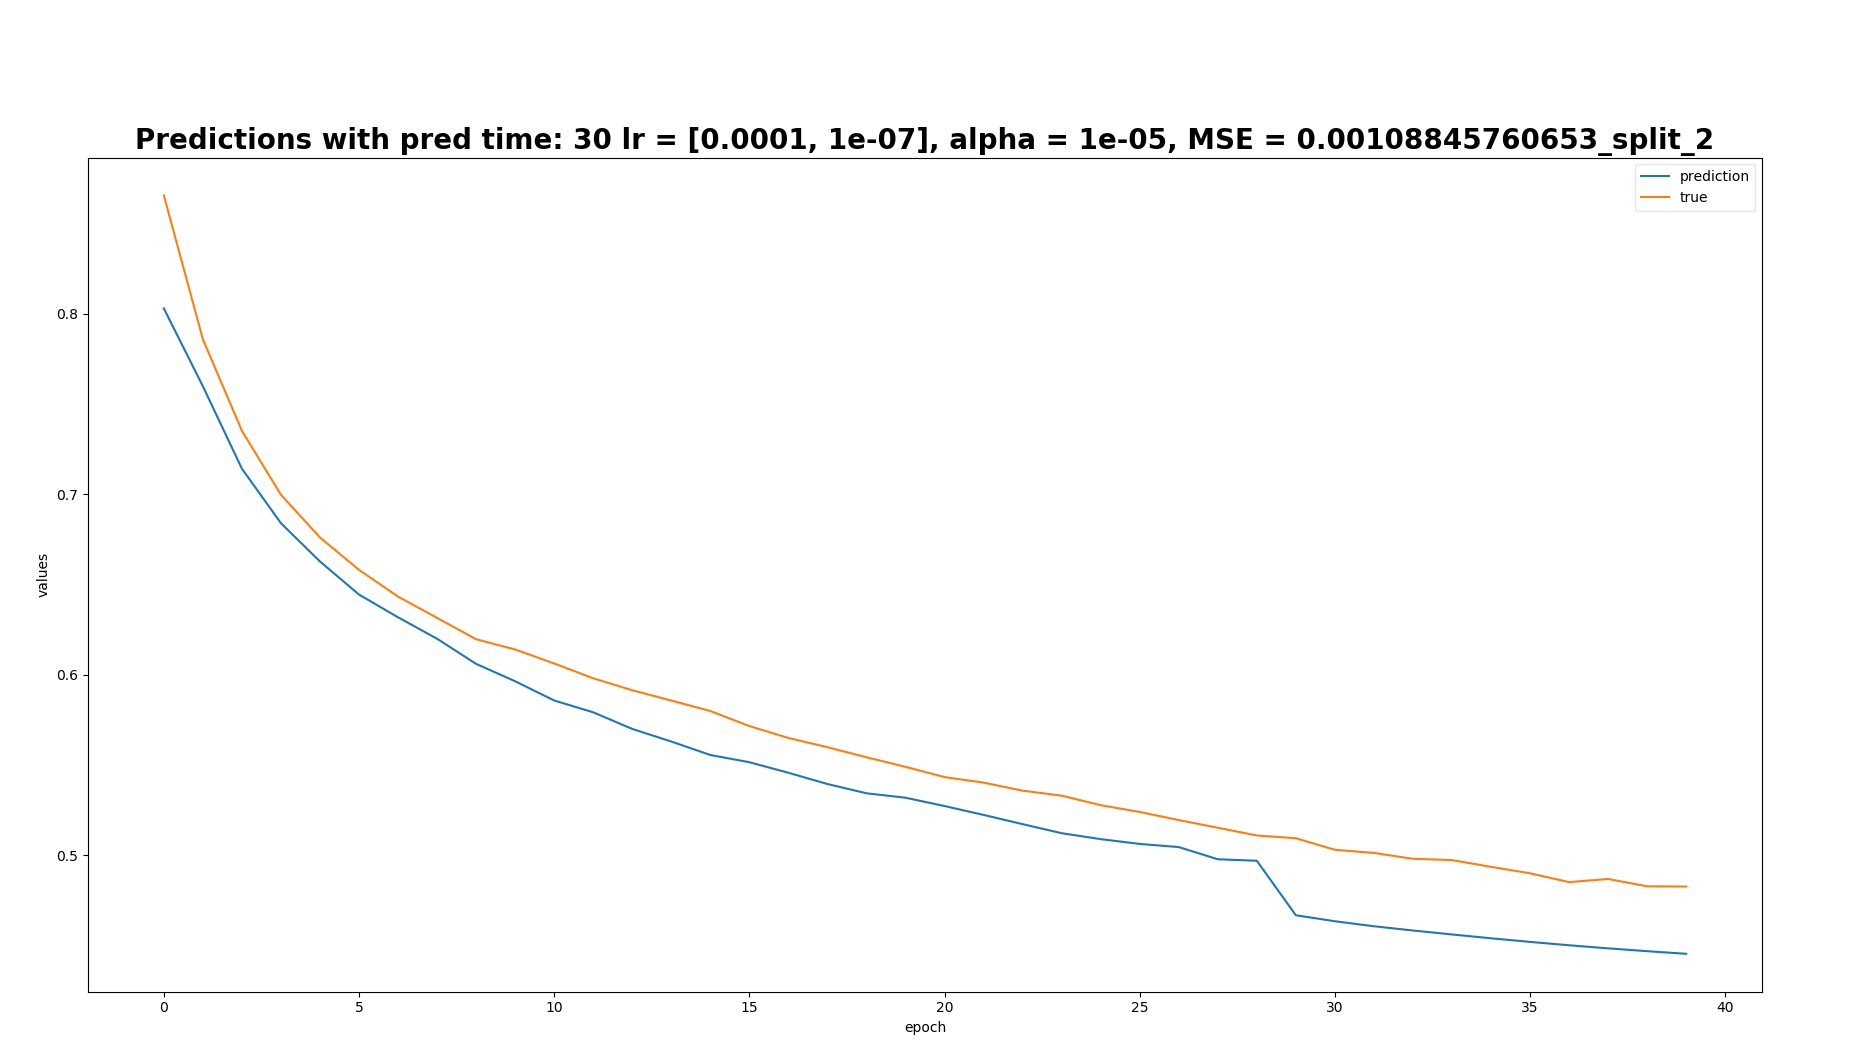 Predictions with pred time: 30 lr = [0.0001, 1e-07], alpha = 1e-05, MSE = 0.00108845760653_split_2
prediction
true
0.8
0.7
0.6
0.5
values
0 5 10 15 20 25 30 35 40
epoch